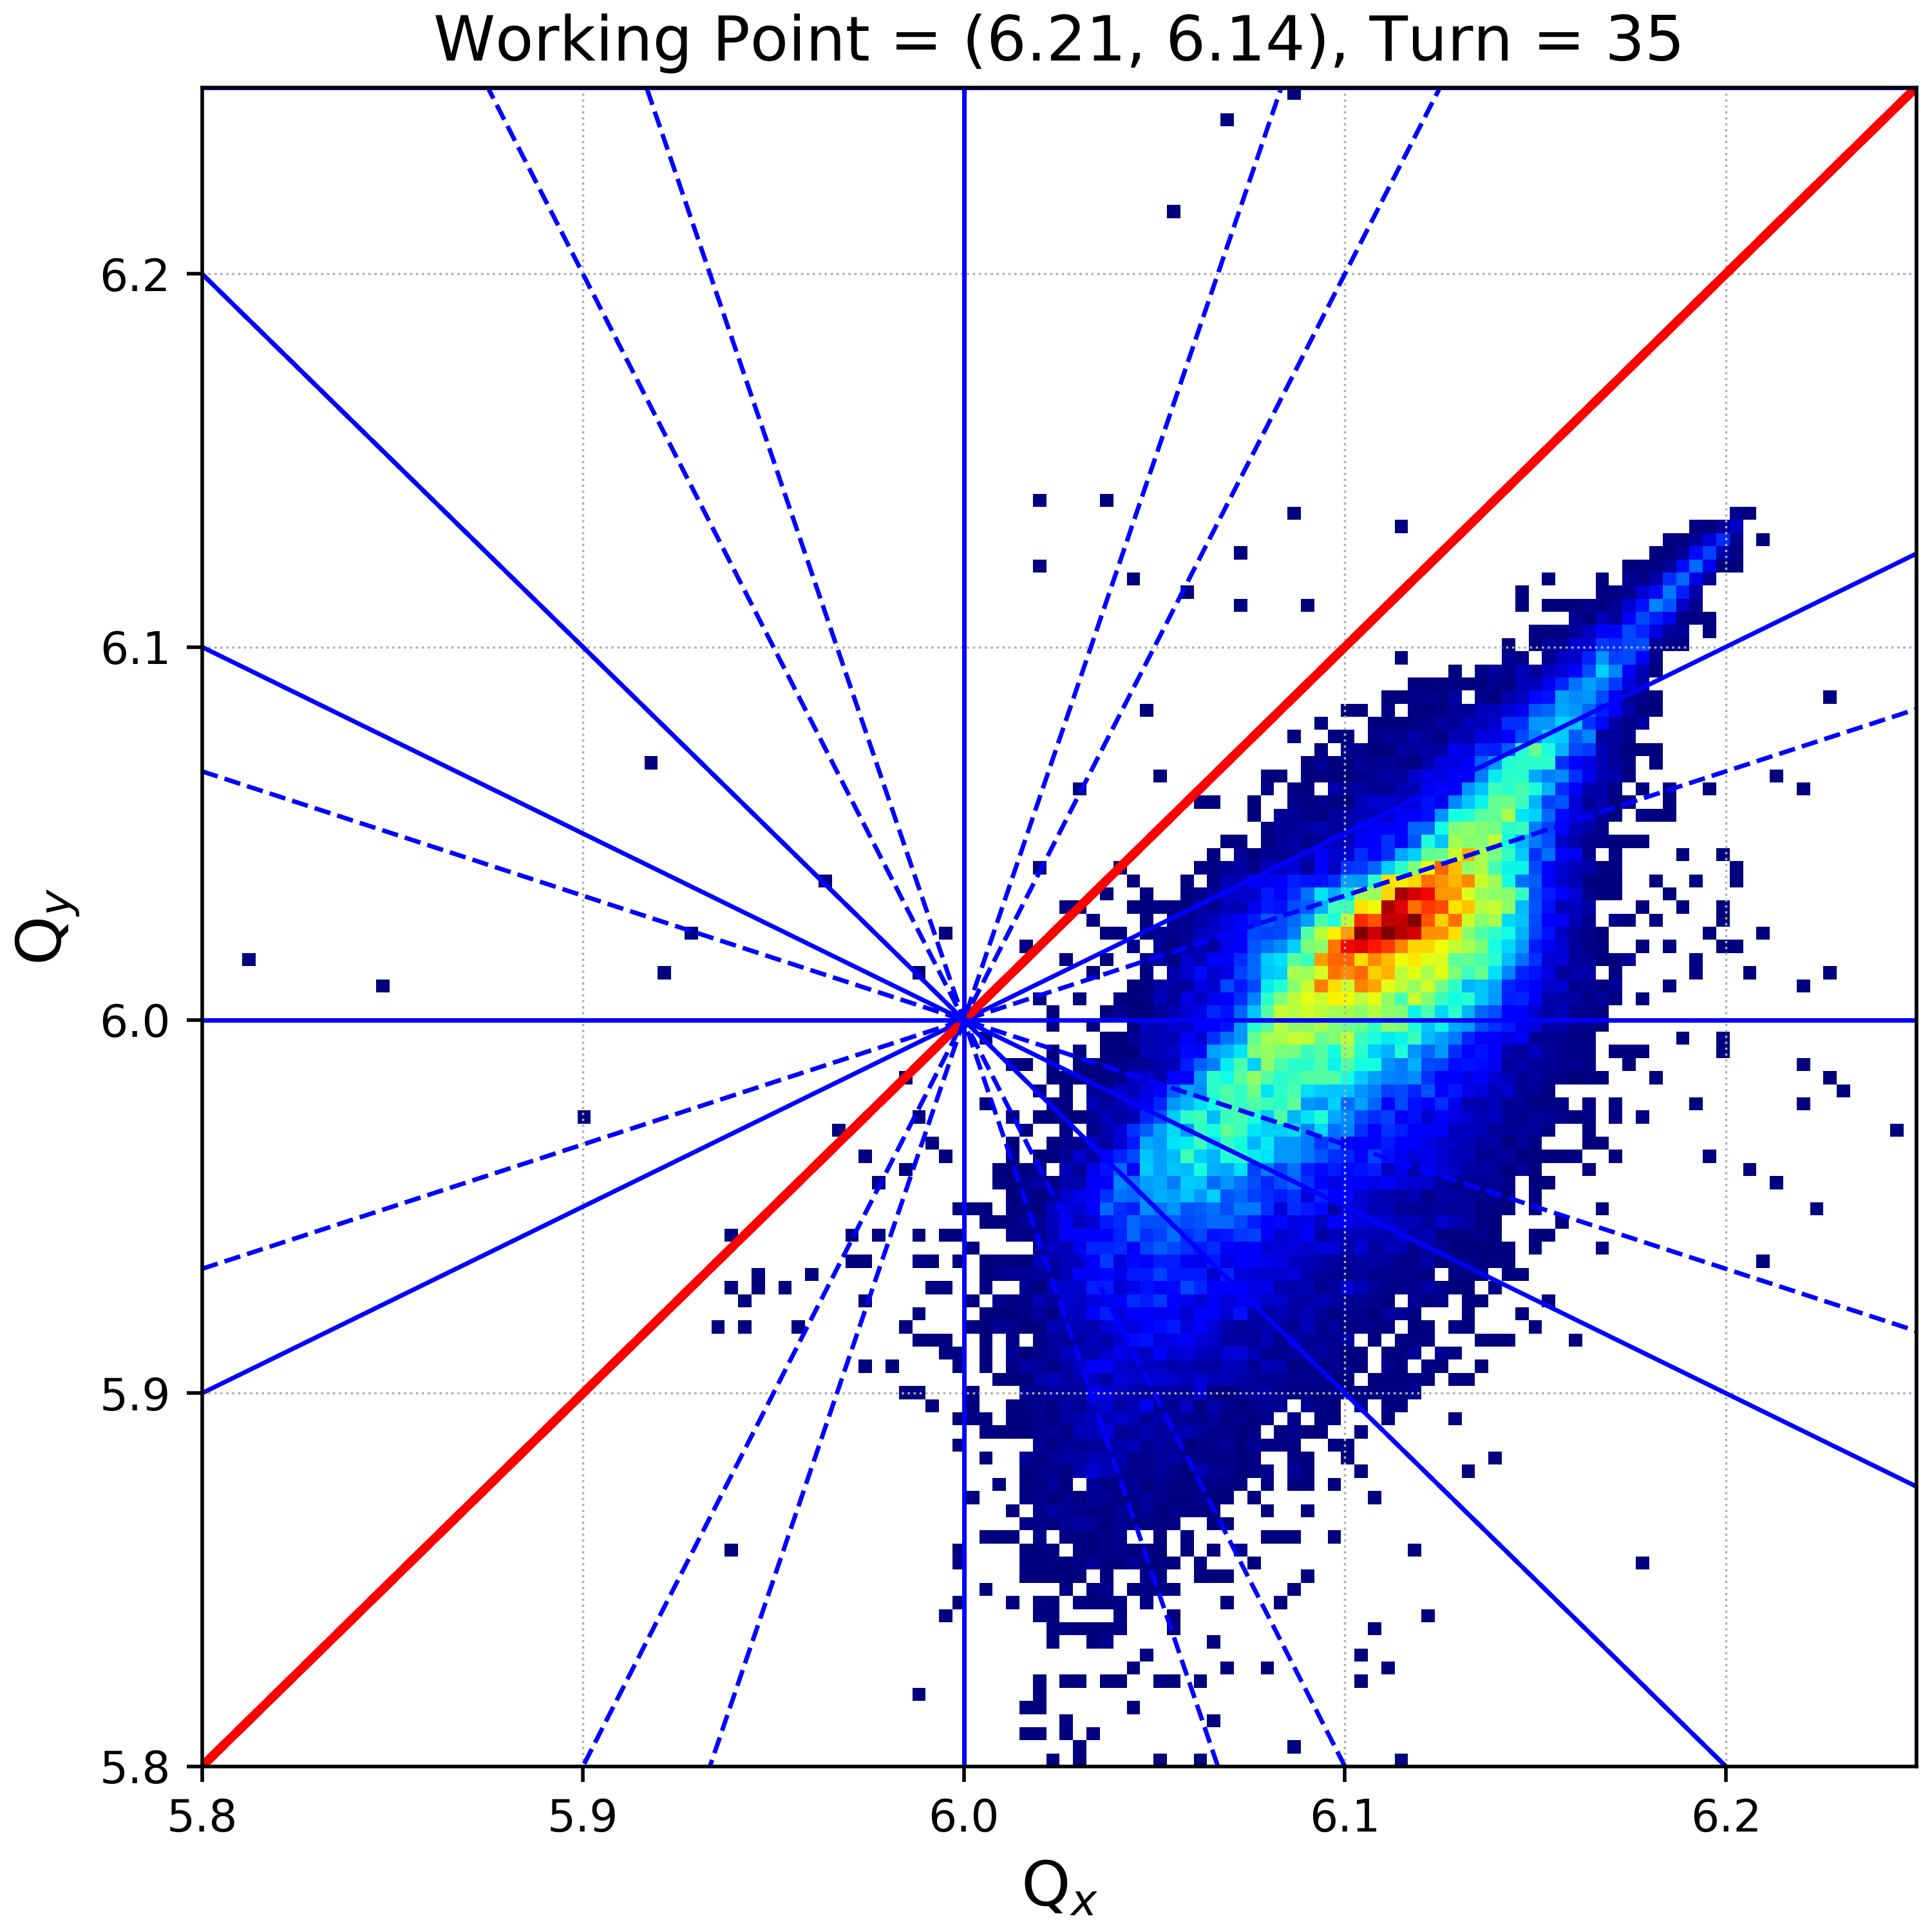 Working Point = (6.21, 6.14), Turn = 35
6.2
6.1
6.0
5.9
5.8
Qy
5.8 5.9 6.0 6.1 6.2
Qx